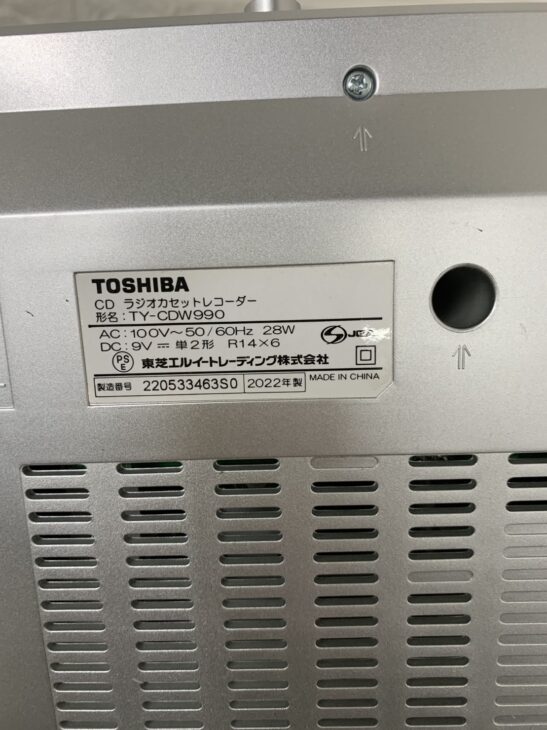 TOSHIBA
CD ラジオカセットレコーダー
形名:TY-CDW990
AC:100V～50/60Hz 28W
DC:9V⎓単2形 R14×6
PS
E
東芝エルイートレーディング株式会社
製造番号 220533463S0 2022年製 MADE IN CHINA